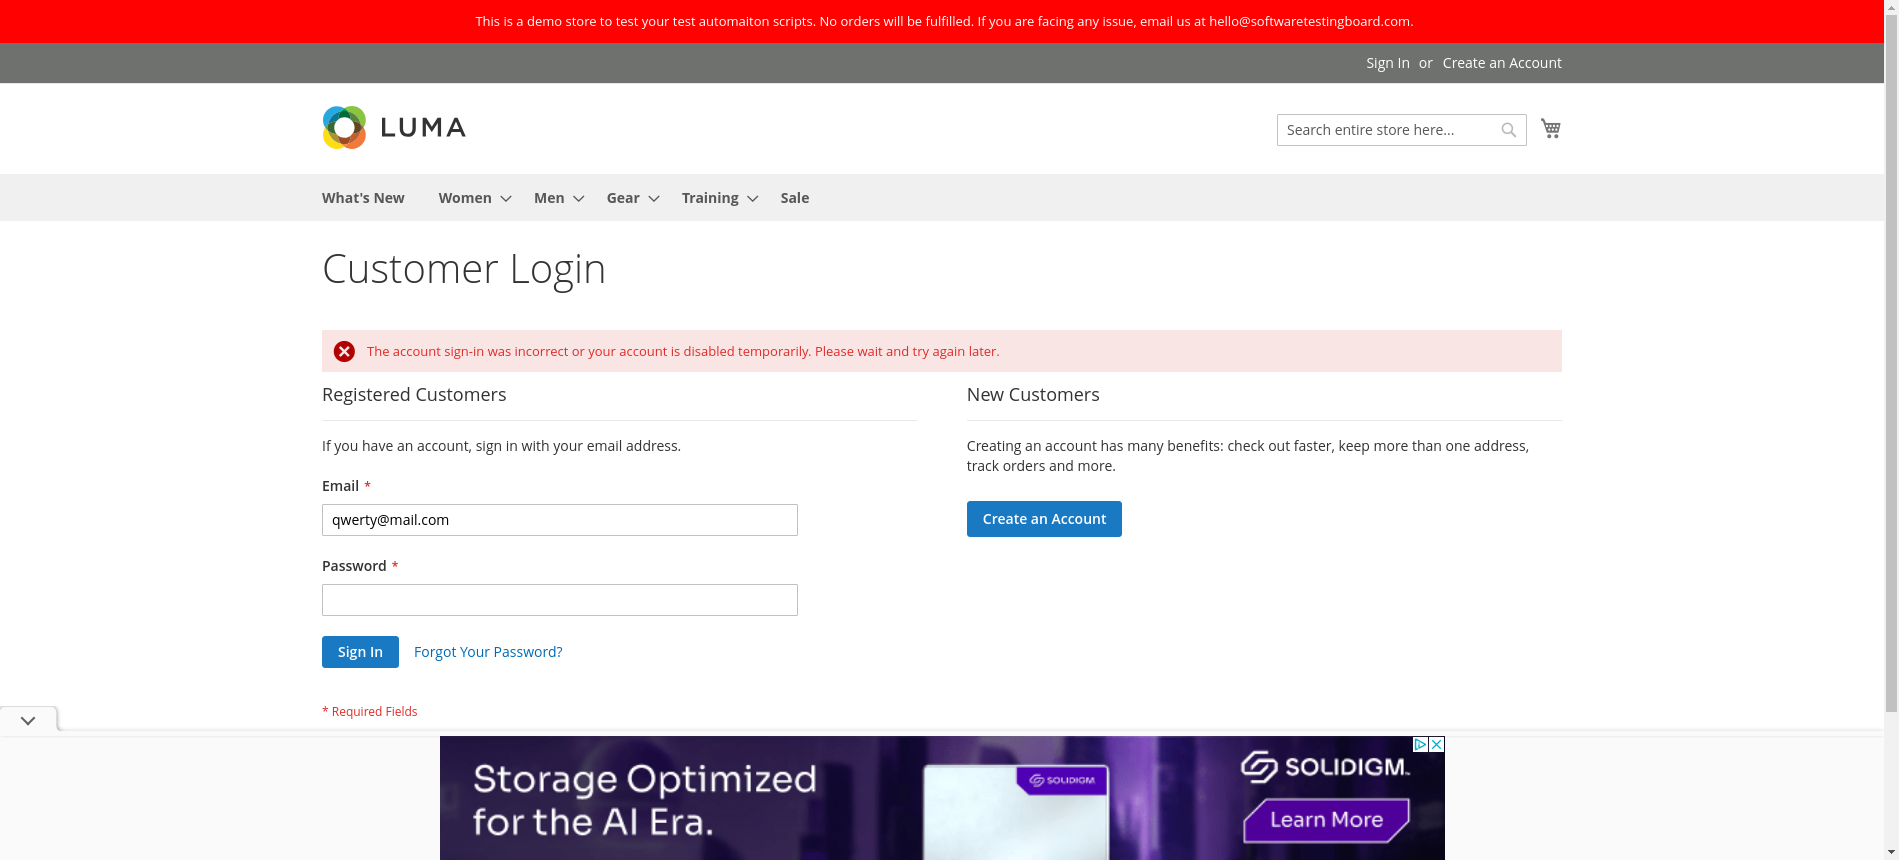 This is a demo store to test your test automaiton scripts. No orders will be fulfilled. If you are facing any issue, email us at hello@softwaretestingboard.com.
Sign In or Create an Account
LUMA
Search entire store here...
What's New Women Men Gear Training Sale
Customer Login
The account sign-in was incorrect or your account is disabled temporarily. Please wait and try again later.
Registered Customers
If you have an account, sign in with your email address.
Email *
qwerty@mail.com
Password *
Sign In Forgot Your Password?
* Required Fields
New Customers
Creating an account has many benefits: check out faster, keep more than one address,
track orders and more.
Create an Account
Storage Optimized
for the AI Era.
SOLIDIGM
SOLIDIGM
Learn More